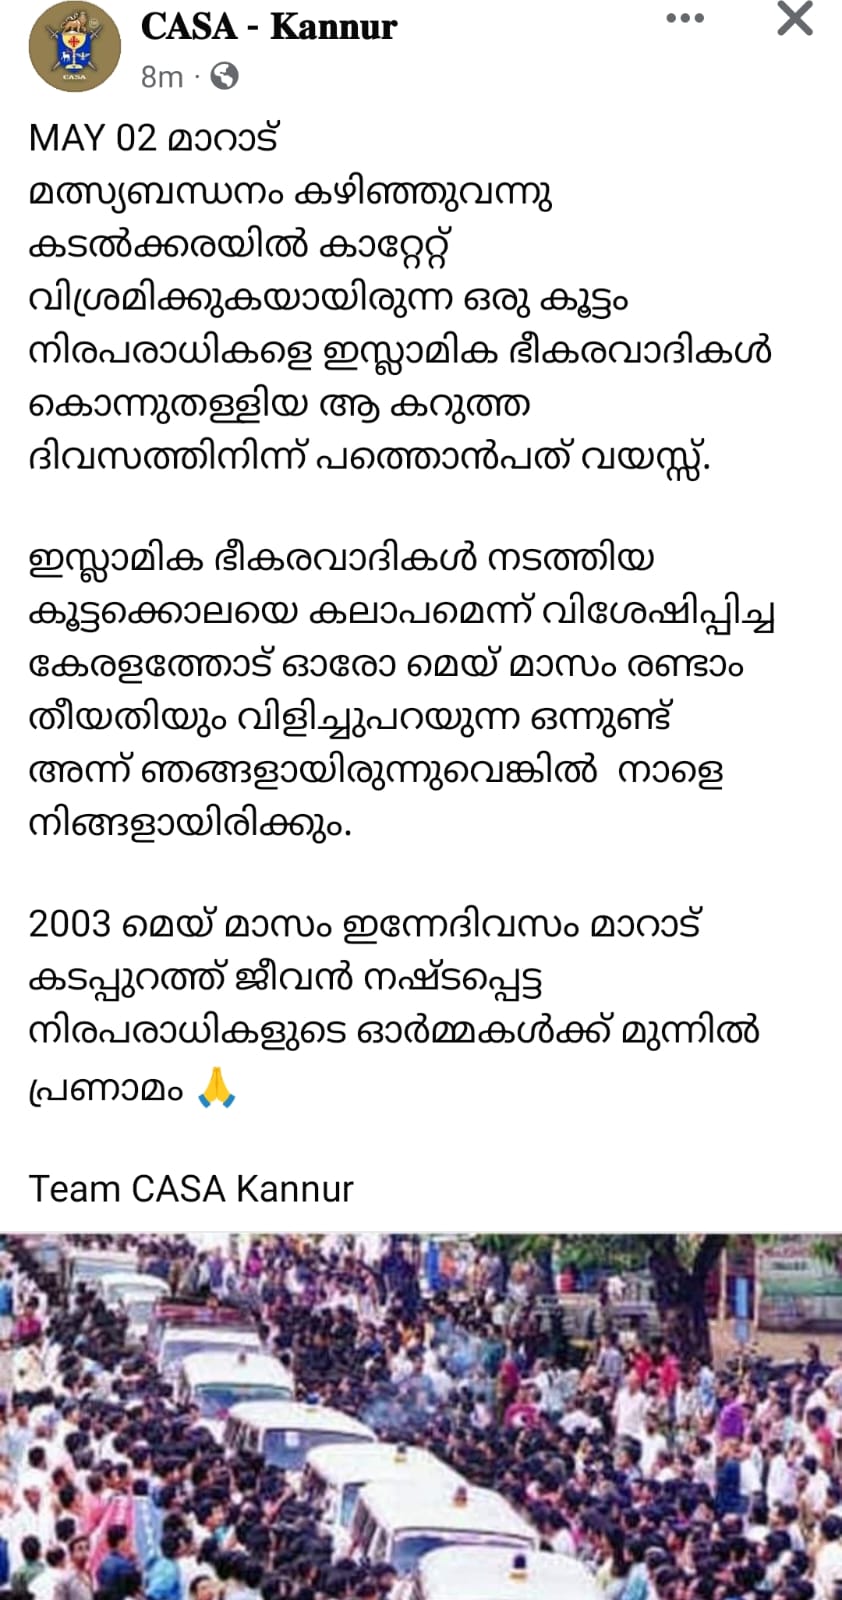 CASA - Kannur
8m ·
MAY 02 മാറാട്
മത്സ്യബന്ധനം കഴിഞ്ഞുവന്നു
കടൽക്കരയിൽ കാറ്റേറ്റ്
വിശ്രമിക്കുകയായിരുന്ന ഒരു കൂട്ടം
നിരപരാധികളെ ഇസ്ലാമിക ഭീകരവാദികൾ
കൊന്നുതള്ളിയ ആ കറുത്ത
ദിവസത്തിനിന്ന് പത്തൊൻപത് വയസ്സ്.
ഇസ്ലാമിക ഭീകരവാദികൾ നടത്തിയ
കൂട്ടക്കൊലയെ കലാപമെന്ന് വിശേഷിപ്പിച്ച
കേരളത്തോട് ഓരോ മെയ് മാസം രണ്ടാം
തീയതിയും വിളിച്ചുപറയുന്ന ഒന്നുണ്ട്
അന്ന് ഞങ്ങളായിരുന്നുവെങ്കിൽ നാളെ
നിങ്ങളായിരിക്കും.
2003 മെയ് മാസം ഇന്നേദിവസം മാറാട്
കടപ്പുറത്ത് ജീവൻ നഷ്ടപ്പെട്ട
നിരപരാധികളുടെ ഓർമ്മകൾക്ക് മുന്നിൽ
പ്രണാമം 🙏
Team CASA Kannur